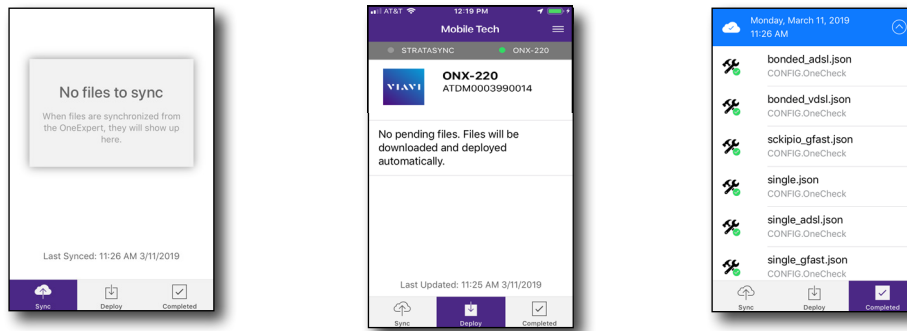 No files to sync
When files are synchronized from
the OneExpert, they will show up
here.
Last Synced: 11:26 AM 3/11/2019
Sync
Deploy
Completed
AT&T
12:19 PM
Mobile Tech
STRATASYNC
ONX-220
VIAVI
ONX-220
ATDM0003990014
No pending files. Files will be
downloaded and deployed
automatically.
Last Updated: 11:25 AM 3/11/2019
Sync
Deploy
Completed
Monday, March 11, 2019
11:26 AM
bonded_adsl.json
CONFIG.OneCheck
bonded_vdsl.json
CONFIG.OneCheck
sckipio_gfast.json
CONFIG.OneCheck
single.json
CONFIG.OneCheck
single_adsl.json
CONFIG.OneCheck
single_gfast.json
CONFIG.OneCheck
Sync
Deploy
Completed